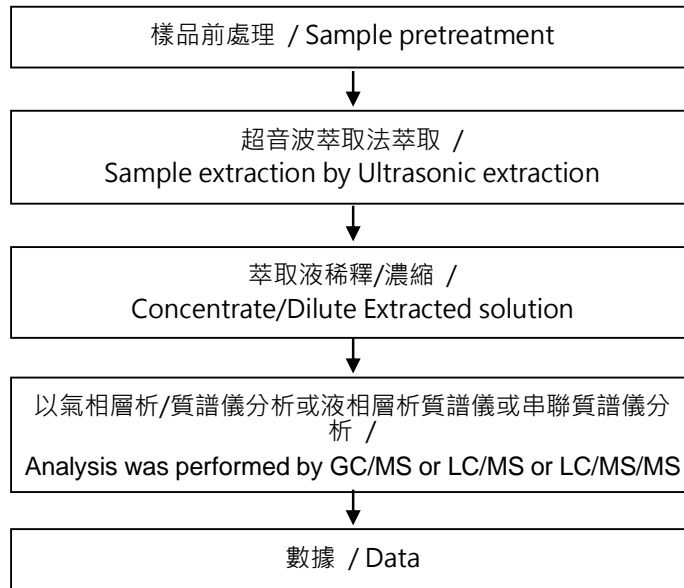 樣品前處理 / Sample pretreatment
超音波萃取法萃取 /
Sample extraction by Ultrasonic extraction
萃取液稀釋/濃縮 /
Concentrate/Dilute Extracted solution
以氣相層析/質譜儀分析或液相層析質譜儀或串聯質譜儀分
析 /
Analysis was performed by GC/MS or LC/MS or LC/MS/MS
數據 / Data